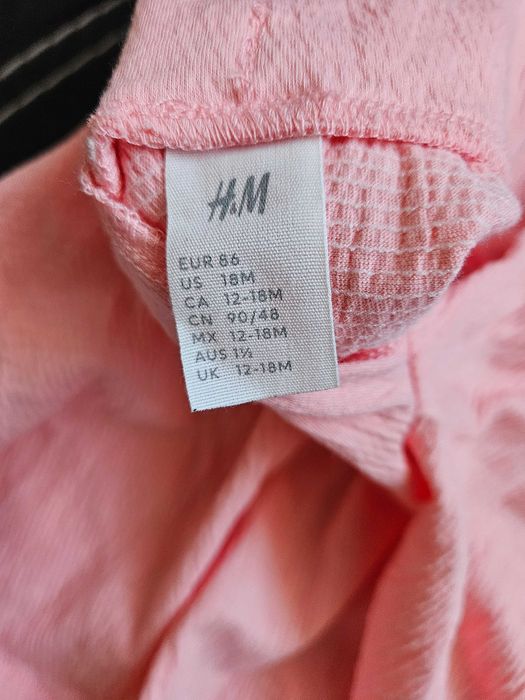 H&M
EUR 86
US 18M
CA 12-18M
CN 90/48
MX 12-18M
AUS 1½
UK 12-18M